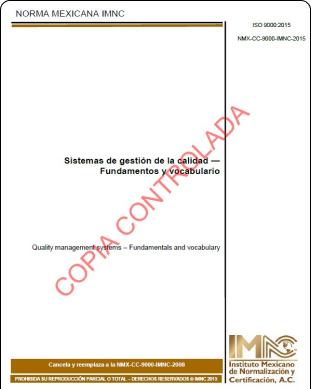 NORMA MEXICANA IMNC
ISO 9000:2015
NMX-CC-9000-IMNC-2015
COPIA CONTROLADA
Sistemas de gestión de la calidad —
Fundamentos y vocabulario
Quality management systems – Fundamentals and vocabulary
Cancela y reemplaza a la NMX-CC-9000-IMNC-2008
PROHIBIDA SU REPRODUCCIÓN PARCIAL O TOTAL – DERECHOS RESERVADOS © IMNC 2015
IMNC
Instituto Mexicano
de Normalización y
Certificación, A.C.